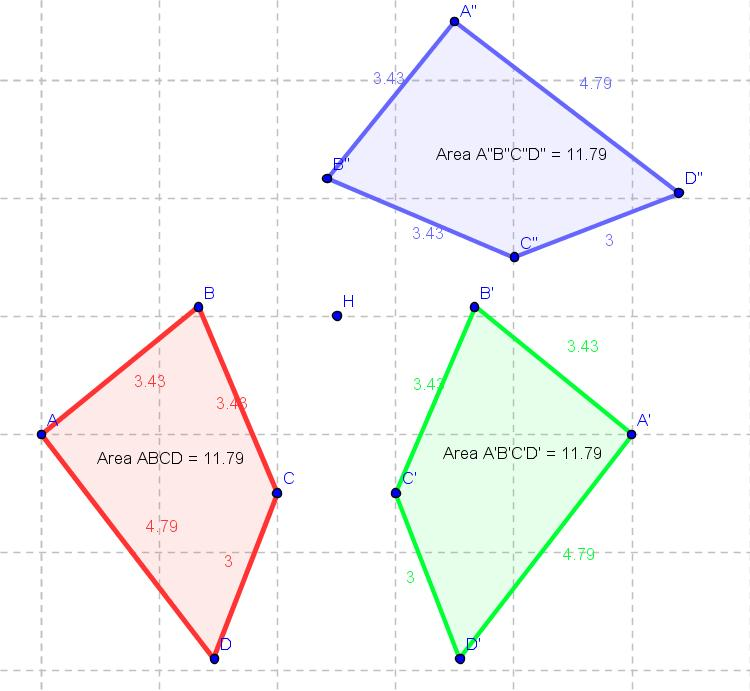 A"
3.43
4.79
Area A"B"C"D" = 11.79
B"
D"
3.43
C"
3
B
H
B'
3.43
3.43
3.43
3.43
A
A'
Area ABCD = 11.79
Area A'B'C'D' = 11.79
C
C'
4.79
4.79
3
3
D
D'